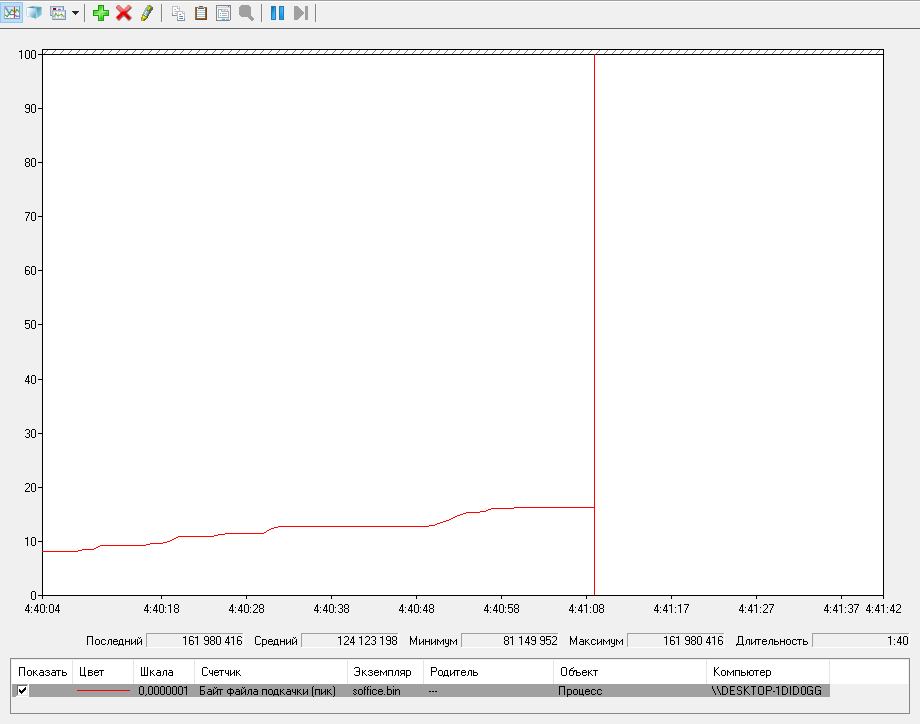 100
90
80
70
60
50
40
30
20
10
0
4:40:04 4:40:18 4:40:28 4:40:38 4:40:48 4:40:58 4:41:08 4:41:17 4:41:27 4:41:37 4:41:42
Последний 161 980 416 Средний 124 123 198 Минимум 81 149 952 Максимум 161 980 416 Длительность 1:40
Показать Цвет Шкала Счетчик Экземпляр Родитель Объект Компьютер
0,0000001 Байт файла подкачки (пик) soffice.bin --- Процесс \\DESKTOP-1DID0GG